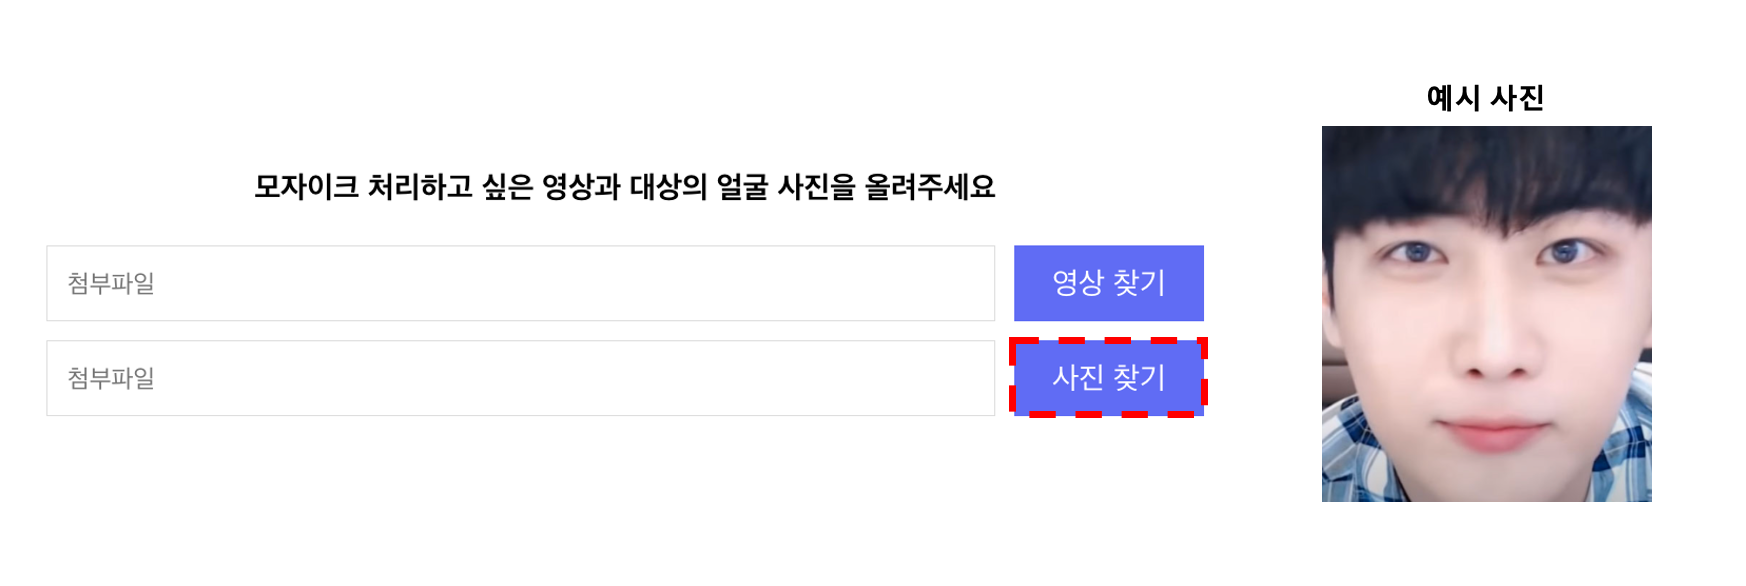 예시 사진
모자이크 처리하고 싶은 영상과 대상의 얼굴 사진을 올려주세요
첨부파일
영상 찾기
첨부파일
사진 찾기